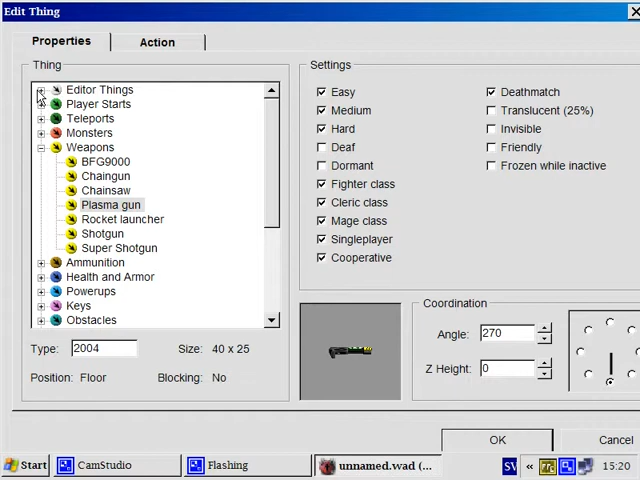 Edit Thing
Properties
Action
Thing
Editor Things
Player Starts
Teleports
Monsters
Weapons
BFG9000
Chaingun
Chainsaw
Plasma gun
Rocket launcher
Shotgun
Super Shotgun
Ammunition
Health and Armor
Powerups
Keys
Obstacles
Type: 2004 Size: 40 x 25
Position: Floor Blocking: No
Settings
Easy
Medium
Hard
Deaf
Dormant
Fighter class
Cleric class
Mage class
Singleplayer
Cooperative
Deathmatch
Translucent (25%)
Invisible
Friendly
Frozen while inactive
Coordination
Angle: 270
Z Height: 0
OK Cancel
Start CamStudio Flashing unnamed.wad (... SV « 15:20